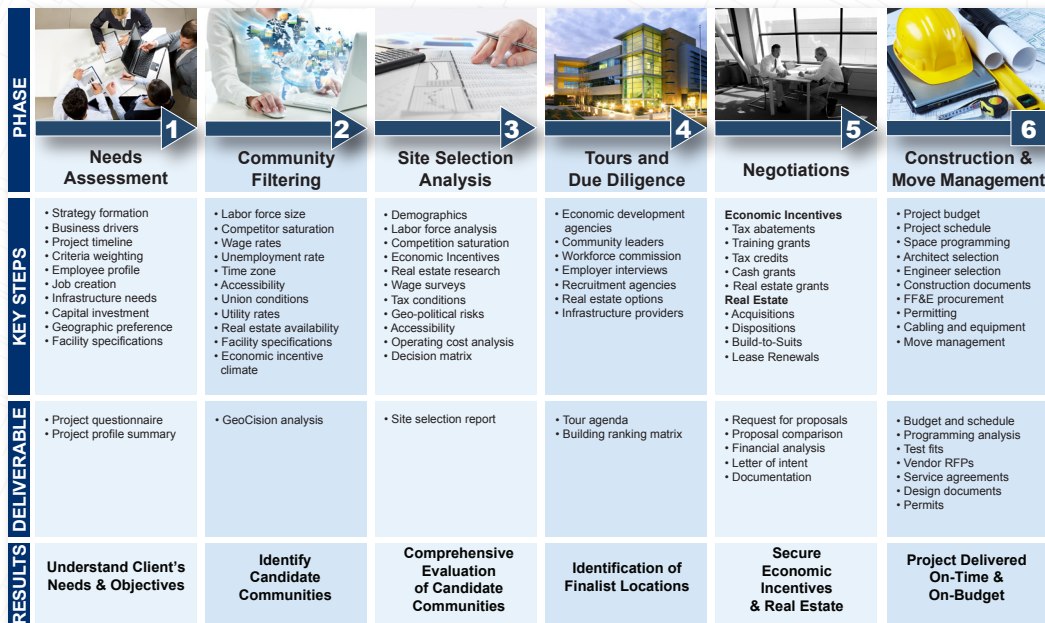 PHASE
1
Needs
Assessment
2
Community
Filtering
3
Site Selection
Analysis
4
Tours and
Due Diligence
5
Negotiations
6
Construction &
Move Management
KEY STEPS
• Strategy formation
• Business drivers
• Project timeline
• Criteria weighting
• Employee profile
• Job creation
• Infrastructure needs
• Capital investment
• Geographic preference
• Facility specifications
• Labor force size
• Competitor saturation
• Wage rates
• Unemployment rate
• Time zone
• Accessibility
• Union conditions
• Utility rates
• Real estate availability
• Facility specifications
• Economic incentive
climate
• Demographics
• Labor force analysis
• Competition saturation
• Economic Incentives
• Real estate research
• Wage surveys
• Tax conditions
• Geo-political risks
• Accessibility
• Operating cost analysis
• Decision matrix
• Economic development
agencies
• Community leaders
• Workforce commission
• Employer interviews
• Recruitment agencies
• Real estate options
• Infrastructure providers
Economic Incentives
• Tax abatements
• Training grants
• Tax credits
• Cash grants
• Real estate grants
Real Estate
• Acquisitions
• Dispositions
• Build-to-Suits
• Lease Renewals
• Project budget
• Project schedule
• Space programming
• Architect selection
• Engineer selection
• Construction documents
• FF&E procurement
• Permitting
• Cabling and equipment
• Move management
DELIVERABLE
• Project questionnaire
• Project profile summary
• GeoCision analysis
• Site selection report
• Tour agenda
• Building ranking matrix
• Request for proposals
• Proposal comparison
• Financial analysis
• Letter of intent
• Documentation
• Budget and schedule
• Programming analysis
• Test fits
• Vendor RFPs
• Service agreements
• Design documents
• Permits
RESULTS
Understand Client's
Needs & Objectives
Identify
Candidate
Communities
Comprehensive
Evaluation
of Candidate
Communities
Identification of
Finalist Locations
Secure
Economic
Incentives
& Real Estate
Project Delivered
On-Time &
On-Budget